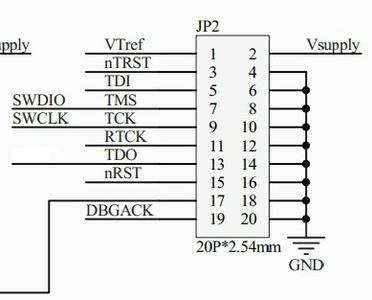 JP2
pply VTref 1 2 Vsupply
nTRST 3 4
TDI 5 6
SWDIO TMS 7 8
SWCLK TCK 9 10
RTCK 11 12
TDO 13 14
nRST 15 16
17 18
DBGACK 19 20
20P*2.54mm
GND